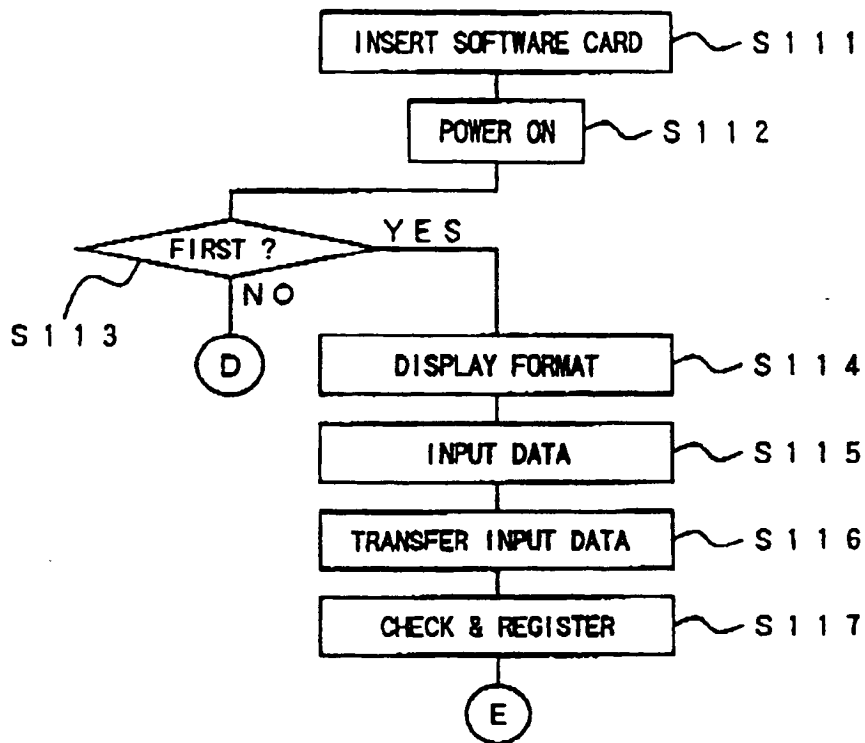 INSERT SOFTWARE CARD S111
POWER ON S112
FIRST ? YES
NO
S113
D
DISPLAY FORMAT S114
INPUT DATA S115
TRANSFER INPUT DATA S116
CHECK & REGISTER S117
E